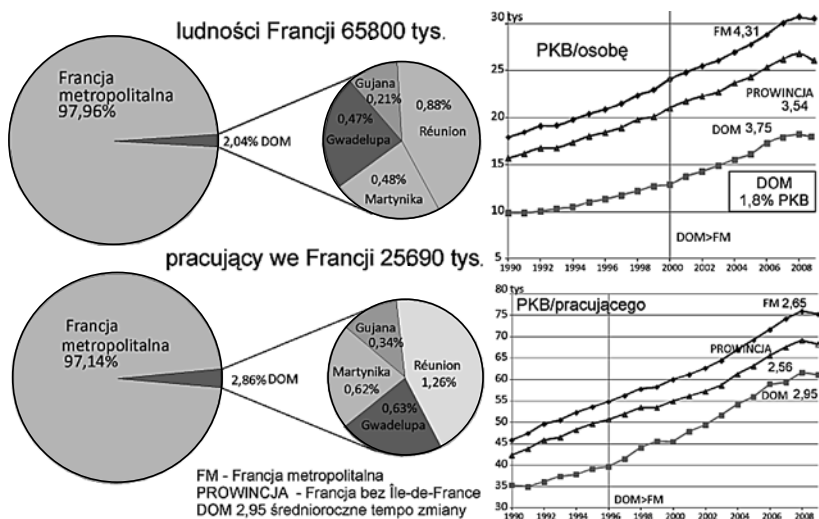 ludności Francji 65800 tys.
Francja
metropolitalna
97,96%
2,04% DOM
Gujana
0,21%
0,88%
Réunion
0,47%
Gwadelupa
0,48%
Martynika
30 tys
25
20
15
10
5
1990 1992 1994 1996 1998 2000 2002 2004 2006 2008
PKB/osobę
FM 4,31
PROWINCJA
3,54
DOM 3,75
DOM
1,8% PKB
DOM>FM
pracujący we Francji 25690 tys.
Francja
metropolitalna
97,14%
2,86%DOM
Gujana
0,34%
Martynika
0,62%
Réunion
1,26%
0,63%
Gwadelupa
80 tys
75
70
65
60
55
50
45
40
35
30
1990 1992 1994 1996 1998 2000 2002 2004 2006 2008
PKB/pracującego
FM 2,65
PROWINCJA
2,56
DOM 2,95
DOM>FM
FM - Francja metropolitalna
PROWINCJA - Francja bez Île-de-France
DOM 2,95 średnioroczne tempo zmiany